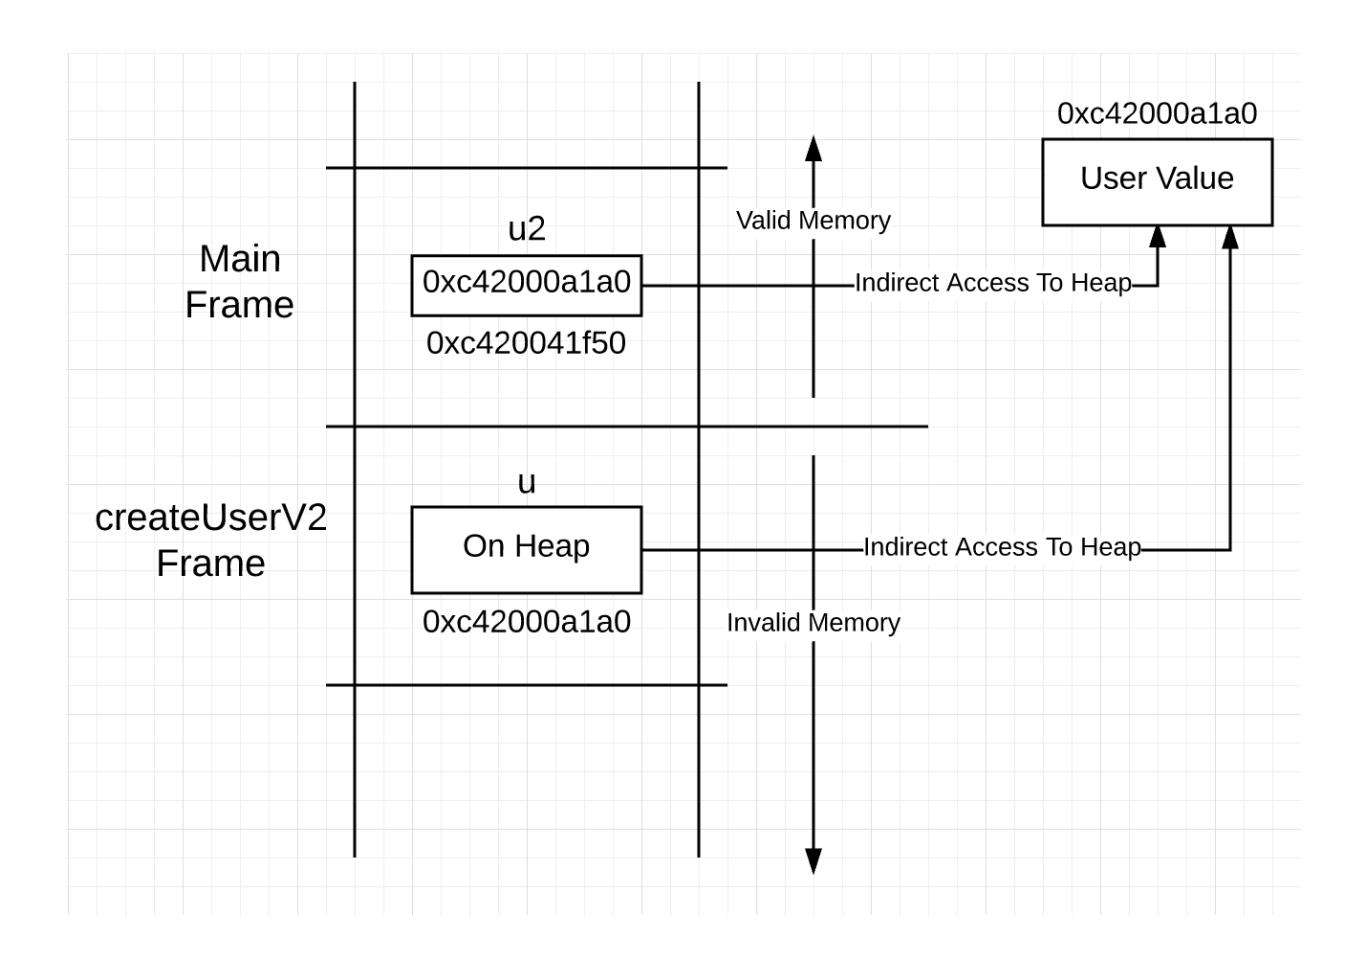 0xc42000a1a0
User Value
Valid Memory
u2
Main
Frame
0xc42000a1a0
Indirect Access To Heap
0xc420041f50
u
createUserV2
Frame
On Heap
Indirect Access To Heap
0xc42000a1a0
Invalid Memory